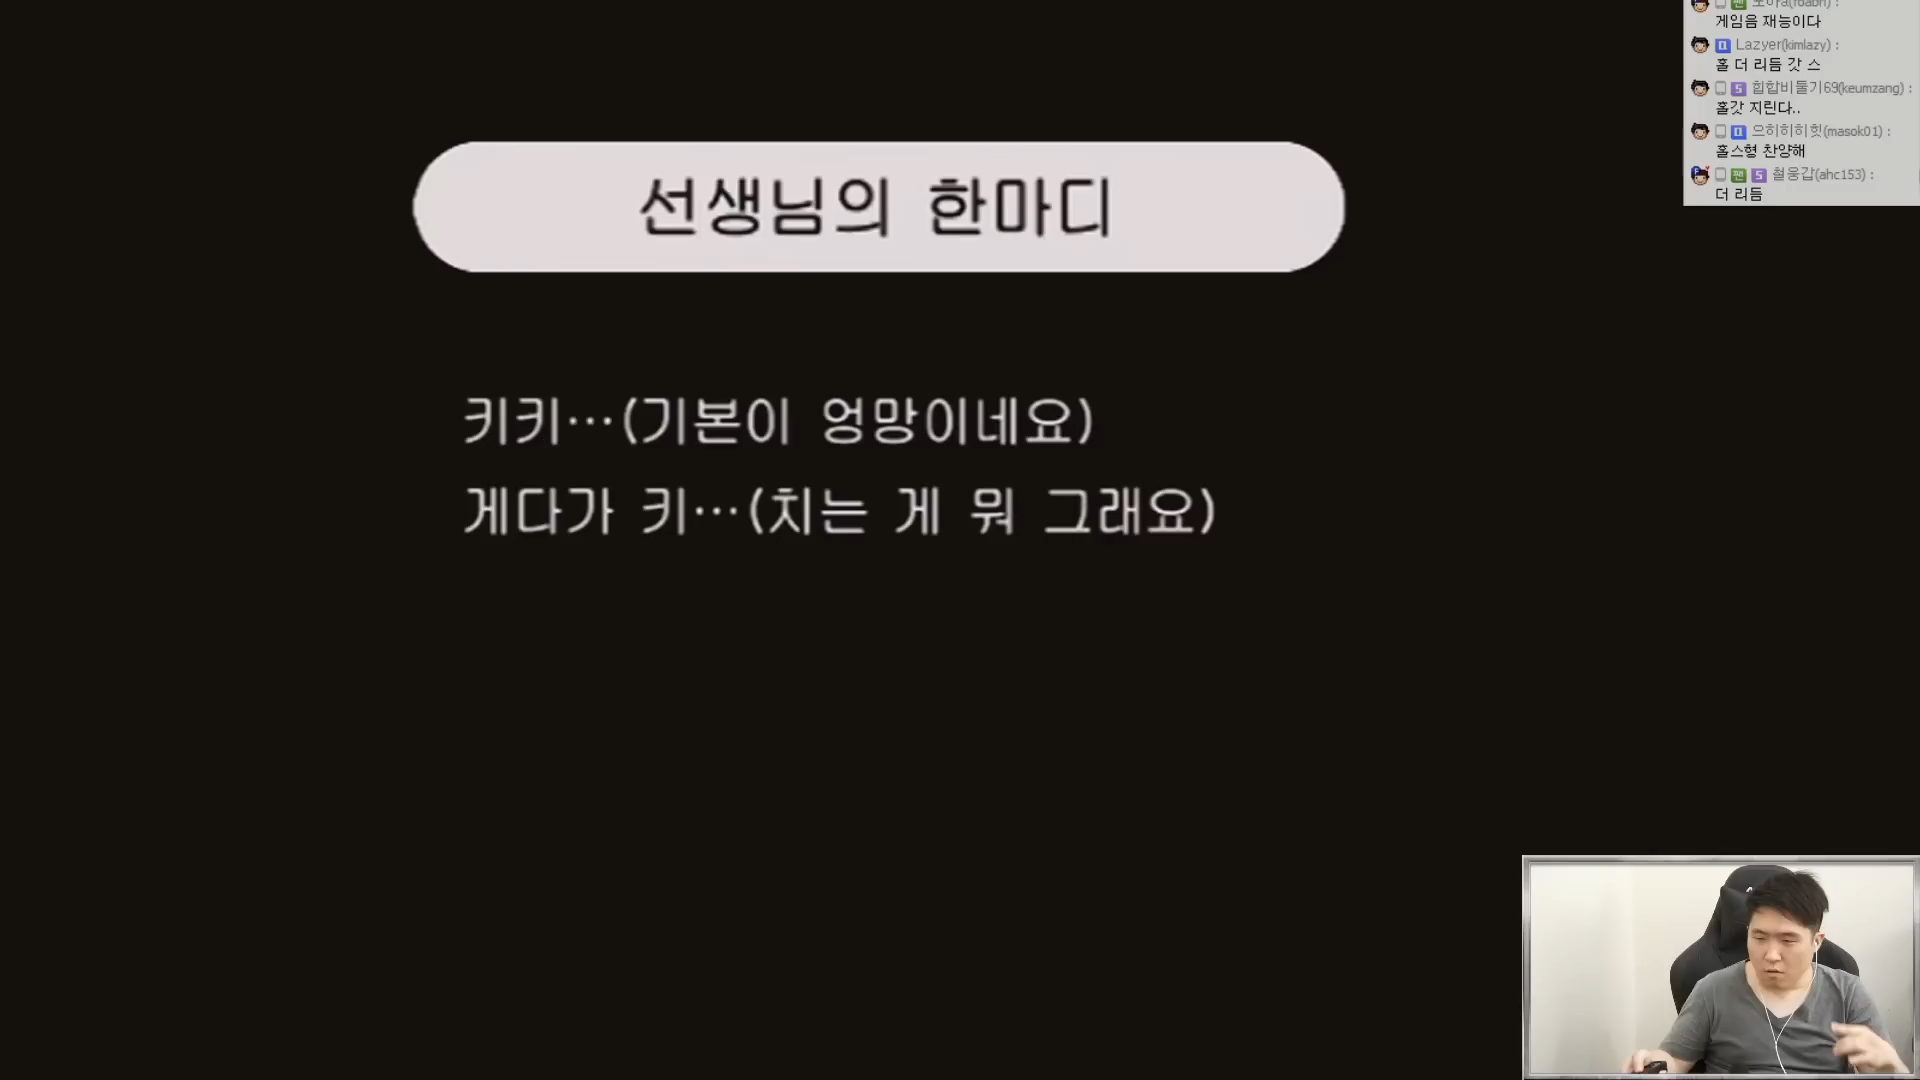 선생님의 한마디
키키…(기본이 엉망이네요)
게다가 키…(치는 게 뭐 그래요)
게임음 재능이다
Lazyer(kimlazy) :
홀 더 리듬 갓 스
힙합비둘기69(keumzang) :
홀갓 지린다..
으히히히힛(masok01) :
홀스형 찬양해
철웅갑(ahc153) :
더 리듬